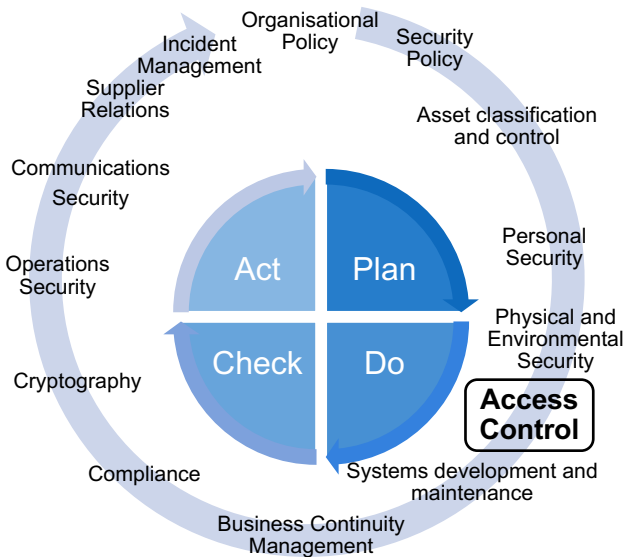 Organisational
Policy
Security
Policy
Asset classification
and control
Personal
Security
Physical and
Environmental
Security
Access
Control
Systems development and
maintenance
Business Continuity
Management
Compliance
Cryptography
Operations
Security
Communications
Security
Supplier
Relations
Incident
Management
Act
Plan
Check
Do